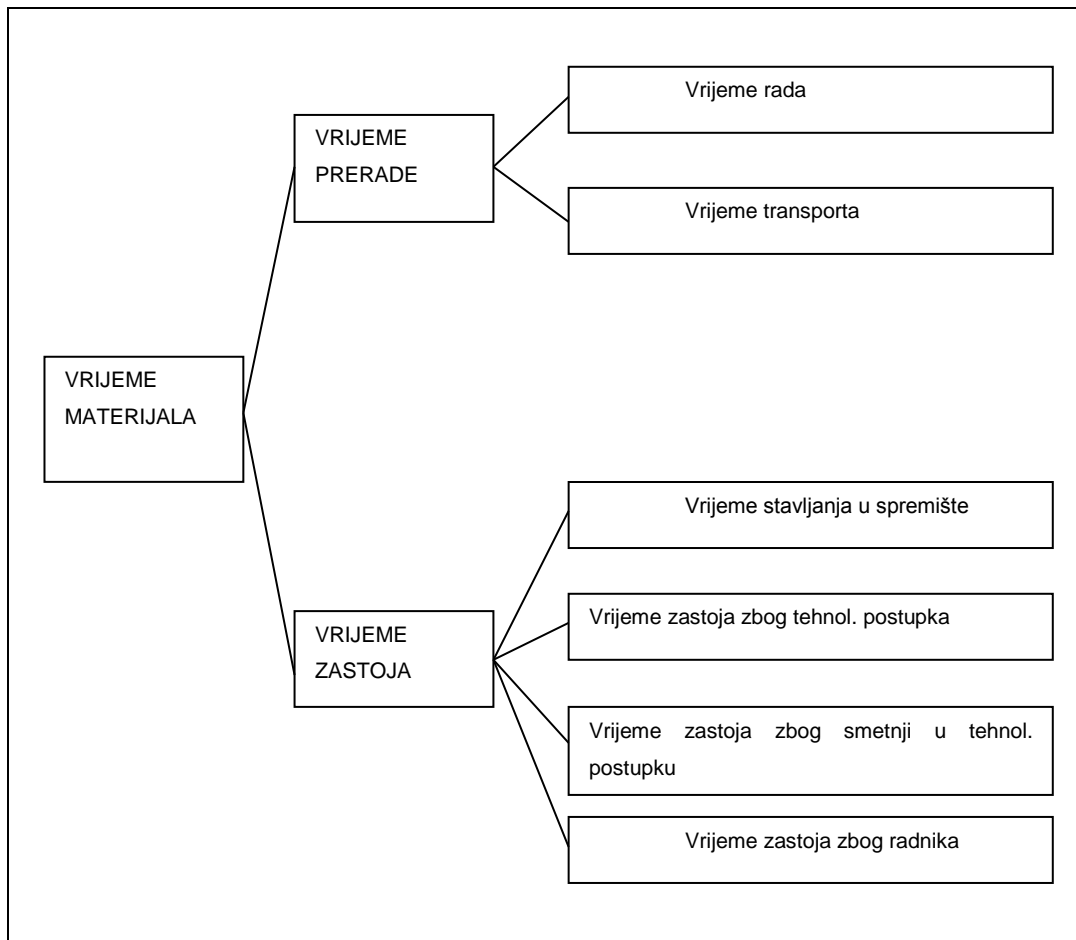 Vrijeme rada
VRIJEME
PRERADE
Vrijeme transporta
VRIJEME
MATERIJALA
Vrijeme stavljanja u spremište
Vrijeme zastoja zbog tehnol. postupka
VRIJEME
ZASTOJA
Vrijeme zastoja zbog smetnji u tehnol.
postupku
Vrijeme zastoja zbog radnika